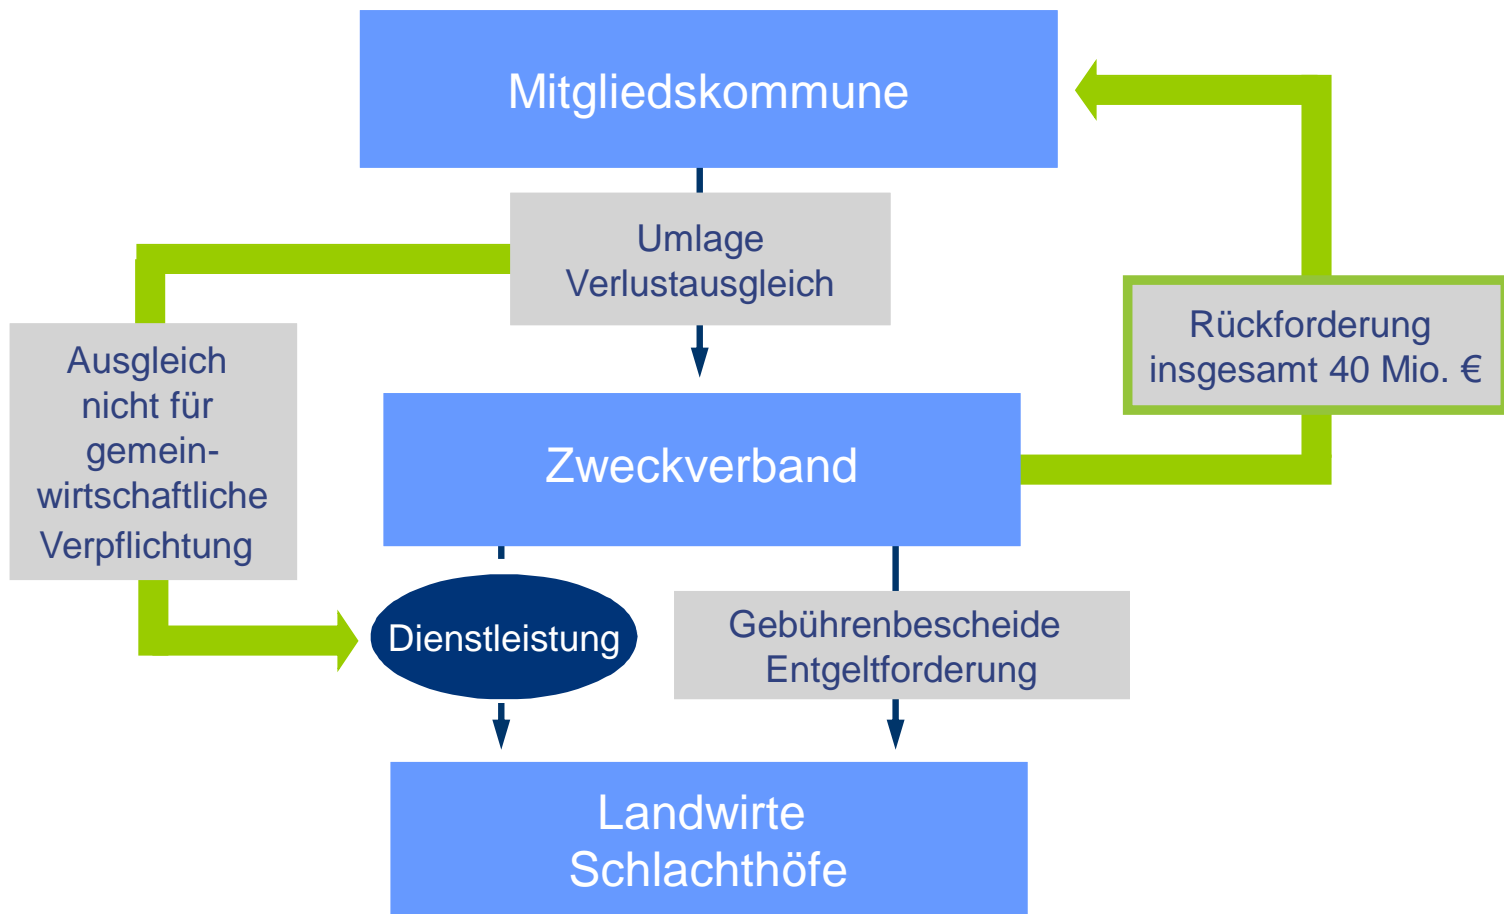 Mitgliedskommune
Umlage
Verlustausgleich
Rückforderung
insgesamt 40 Mio. €
Ausgleich
nicht für
gemein-
wirtschaftliche
Verpflichtung
Zweckverband
Dienstleistung
Gebührenbescheide
Entgeltforderung
Landwirte
Schlachthöfe